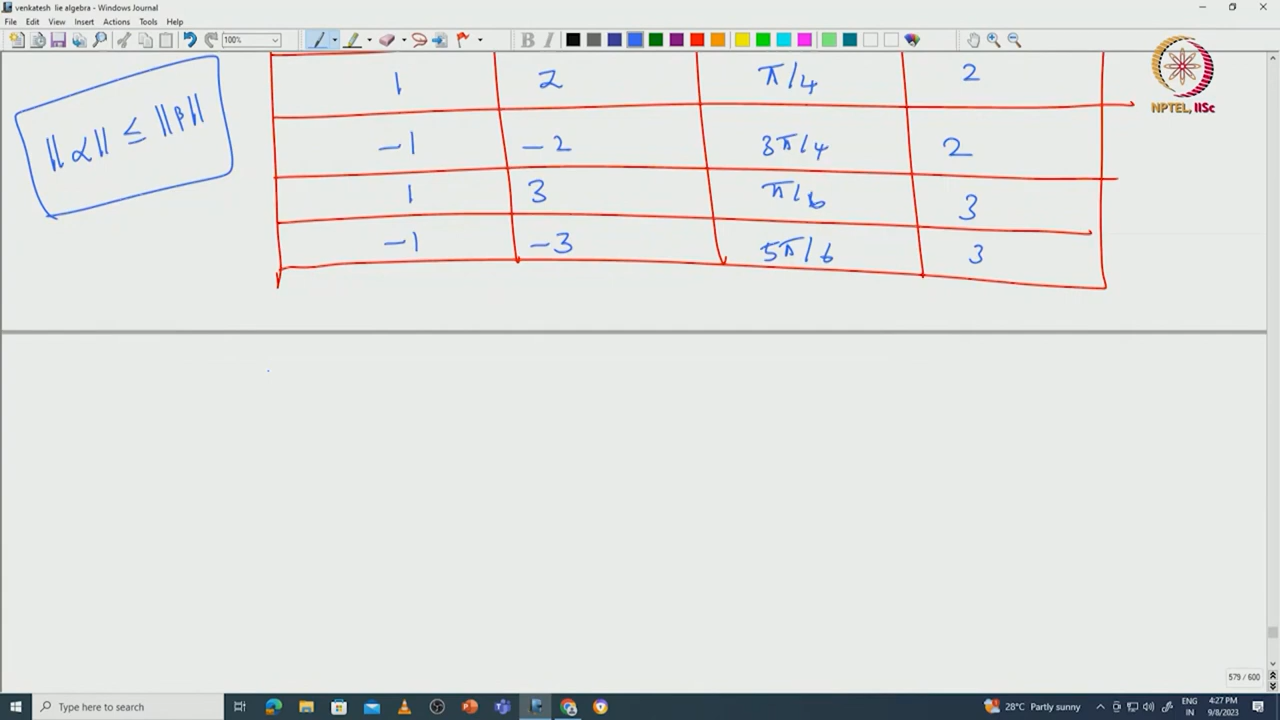 venkatesh lie algebra - Windows Journal
File Edit View Insert Actions Tools Help
100%
B I
NPTEL, IISc
||α|| ≤ ||β||
1 2 π/4 2
-1 -2 3π/4 2
1 3 π/6 3
-1 -3 5π/6 3
579 / 600
Type here to search
28°C Partly sunny
ENG
IN
4:27 PM
9/8/2023